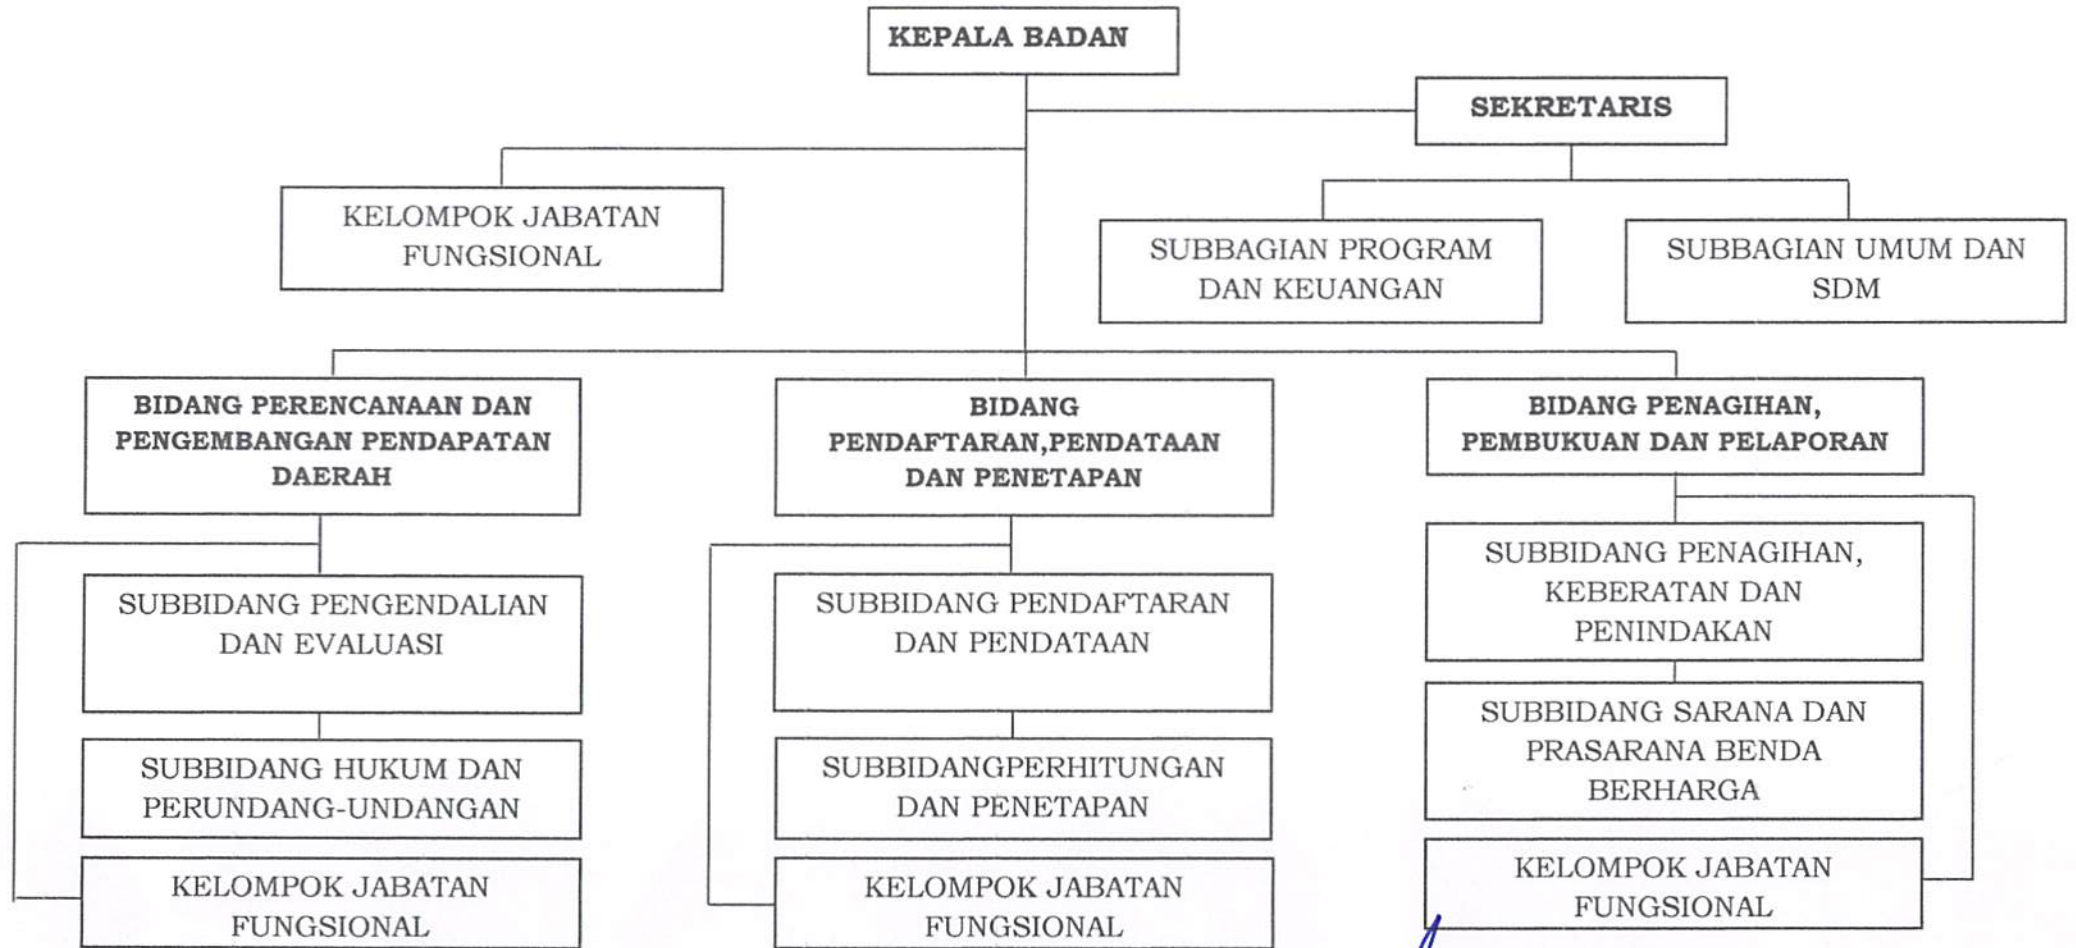 KEPALA BADAN
SEKRETARIS
KELOMPOK JABATAN
FUNGSIONAL
SUBBAGIAN PROGRAM
DAN KEUANGAN
SUBBAGIAN UMUM DAN
SDM
BIDANG PERENCANAAN DAN
PENGEMBANGAN PENDAPATAN
DAERAH
SUBBIDANG PENGENDALIAN
DAN EVALUASI
SUBBIDANG HUKUM DAN
PERUNDANG-UNDANGAN
KELOMPOK JABATAN
FUNGSIONAL
BIDANG
PENDAFTARAN,PENDATAAN
DAN PENETAPAN
SUBBIDANG PENDAFTARAN
DAN PENDATAAN
SUBBIDANGPERHITUNGAN
DAN PENETAPAN
KELOMPOK JABATAN
FUNGSIONAL
BIDANG PENAGIHAN,
PEMBUKUAN DAN PELAPORAN
SUBBIDANG PENAGIHAN,
KEBERATAN DAN
PENINDAKAN
SUBBIDANG SARANA DAN
PRASARANA BENDA
BERHARGA
KELOMPOK JABATAN
FUNGSIONAL